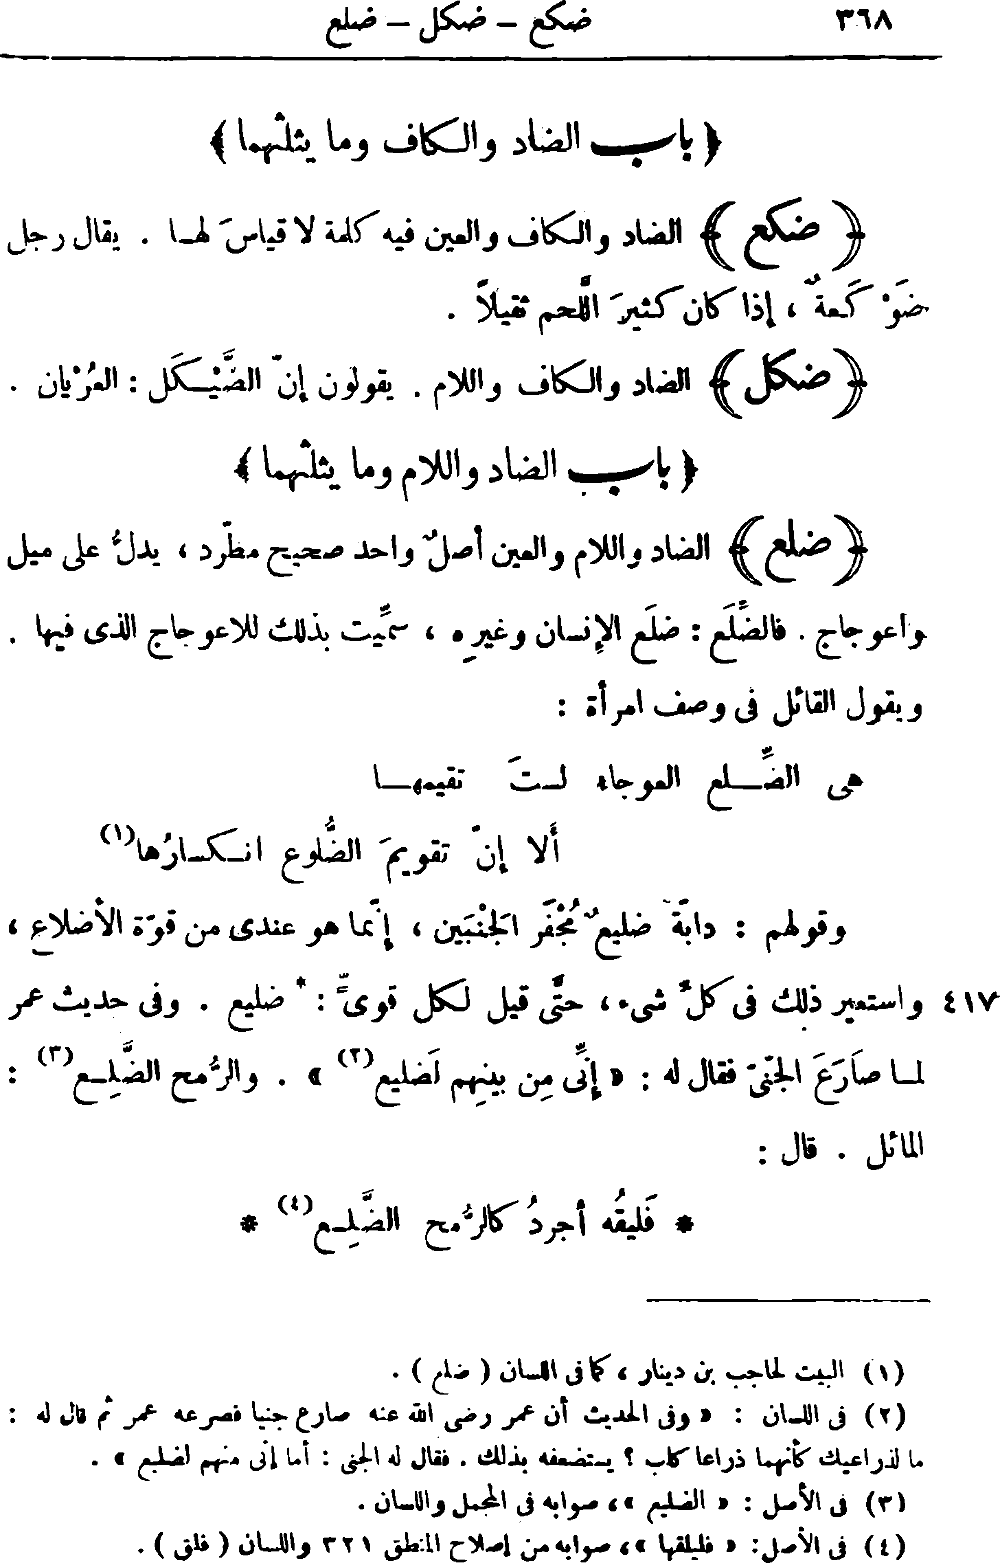 ٣٦٨ ضكع – ضكل – ضلع
﴿ باب الضاد والكاف وما يثلثهما ﴾
﴿ ضكع ﴾ الضاد والكاف والعين فيه كلمة لا قياسَ لها . يقال رجل
ضَوْ كَعةٌ ، إذا كان كثيرَ اللَّحم ثقيلاً .
﴿ ضكل ﴾ الضاد والكاف واللام . يقولون إنّ الضَّيْكَل : العُرْيان .
﴿ باب الضاد واللام وما يثلثهما ﴾
﴿ ضلع ﴾ الضاد واللام والعين أصلٌ واحد صحيح مطّرد ، يدلُّ على ميل
واعوجاج . فالضِّلَع : ضلَع الإنسان وغيرِه ، سمِّيت بذلك للاعوجاج الذى فيها .
ويقول القائل فى وصف امرأة :
هى الضِّلع العوجاء لستَ تقيمها
أَلا إنّ تقويمَ الضُّلوع انكسارُها(١)
وقولهم : دابّة ضليعٌ مُجْفَر الجَنْبَين ، إنّما هو عندى من قوّة الأضلاع ،
٤١٧ واستعير ذلك فى كلّ شىء ، حتَّى قيل لكل قوىٍّ : * ضليع . وفى حديث عمر
لما صَارَعَ الجنّىّ فقال له : « إنِّى مِن بينِهم لَضليع(٢) » . والرُّمح الضَّلِع(٣) :
المائل . قال :
* فَليقُه أجردُ كالرُّمح الضَّلِع(٤) *
(١) البيت لحاجب بن دينار ، كما فى اللسان ( ضلع ) .
(٢) فى اللسان : « وفى الحديث أن عمر رضى الله عنه صارع جنيا فصرعه عمر ثم قال له :
ما لذراعيك كأنهما ذراعا كلب ؟ يستضعفه بذلك . فقال له الجنى : أما إنى منهم لضليع » .
(٣) فى الأصل : « الضليع » ، صوابه فى المجمل واللسان .
(٤) فى الأصل : « فليلقها » ، صوابه من إصلاح المنطق ٣٢١ واللسان ( فلق ) .